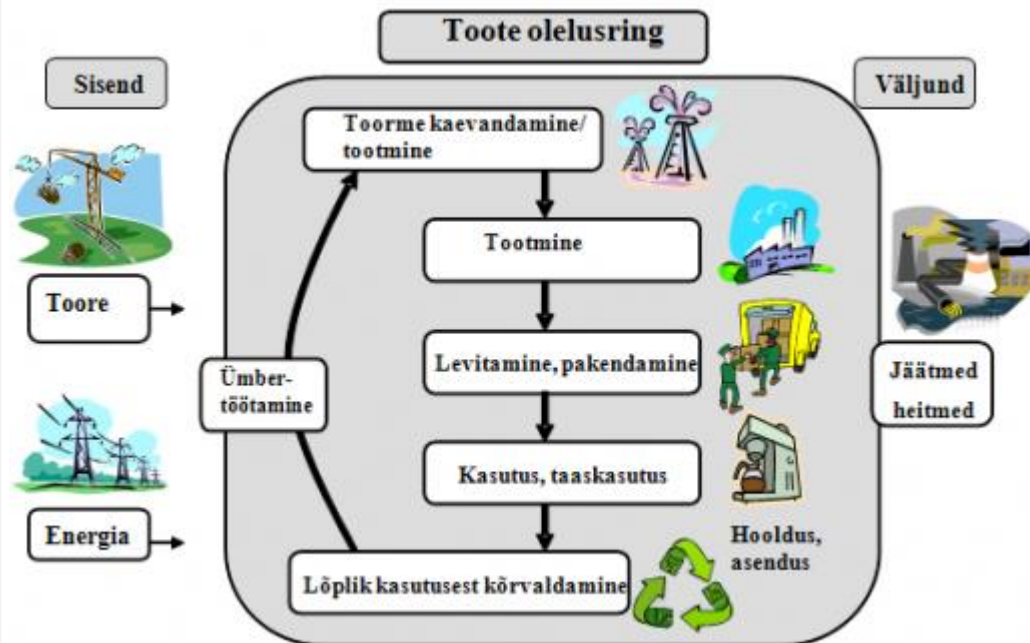 Toote olelusring
Sisend
Väljund
Toorme kaevandamine/
tootmine
Tootmine
Toore
Levitamine, pakendamine
Ümber-
töötamine
Jäätmed
heitmed
Kasutus, taaskasutus
Energia
Hooldus,
asendus
Lõplik kasutusest kõrvaldamine